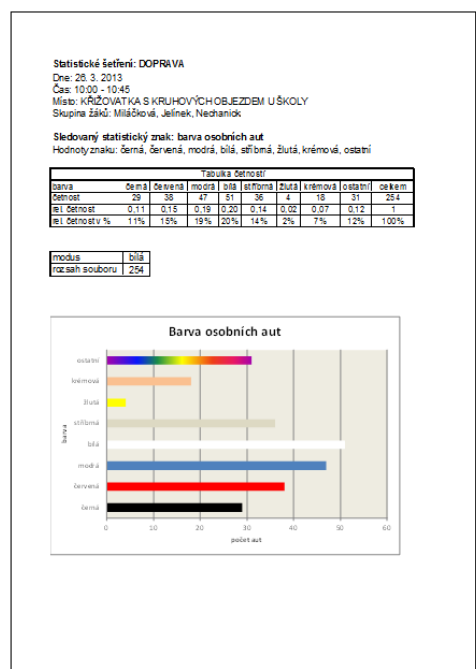 Statistické šetření: DOPRAVA
Dne: 26. 3. 2013
Čas: 10:00 - 10:45
Místo: KŘIŽOVATKA S KRUHOVÝCH OBJEZDEM U ŠKOLY
Skupina žáků: Miláčková, Jelínek, Nechanick
Sledovaný statistický znak: barva osobních aut
Hodnoty znaku: černá, červená, modrá, bílá, stříbrná, žlutá, krémová, ostatní
Tabulka četností
barva černá červená modrá bílá stříbrná žlutá krémová ostatní celkem
četnost 29 38 47 51 36 4 18 31 254
rel. četnost 0,11 0,15 0,19 0,20 0,14 0,02 0,07 0,12 1
rel. četnost v % 11% 15% 19% 20% 14% 2% 7% 12% 100%
modus bílá
rozsah souboru 254
Barva osobních aut
ostatní
krémová
žlutá
stříbrná
bílá
modrá
červená
černá
barva
0 10 20 30 40 50 60
počet aut